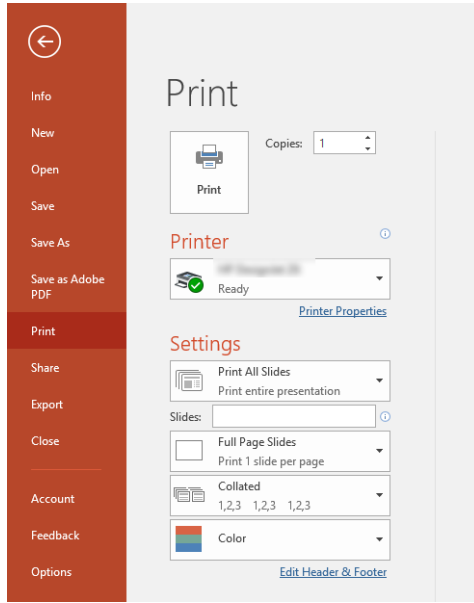 Info
New
Open
Save
Save As
Save as Adobe
PDF
Print
Share
Export
Close
Account
Feedback
Options
Print
Copies: 1
Print
Printer
Ready
Printer Properties
Settings
Print All Slides
Print entire presentation
Slides:
Full Page Slides
Print 1 slide per page
Collated
1,2,3 1,2,3 1,2,3
Color
Edit Header & Footer